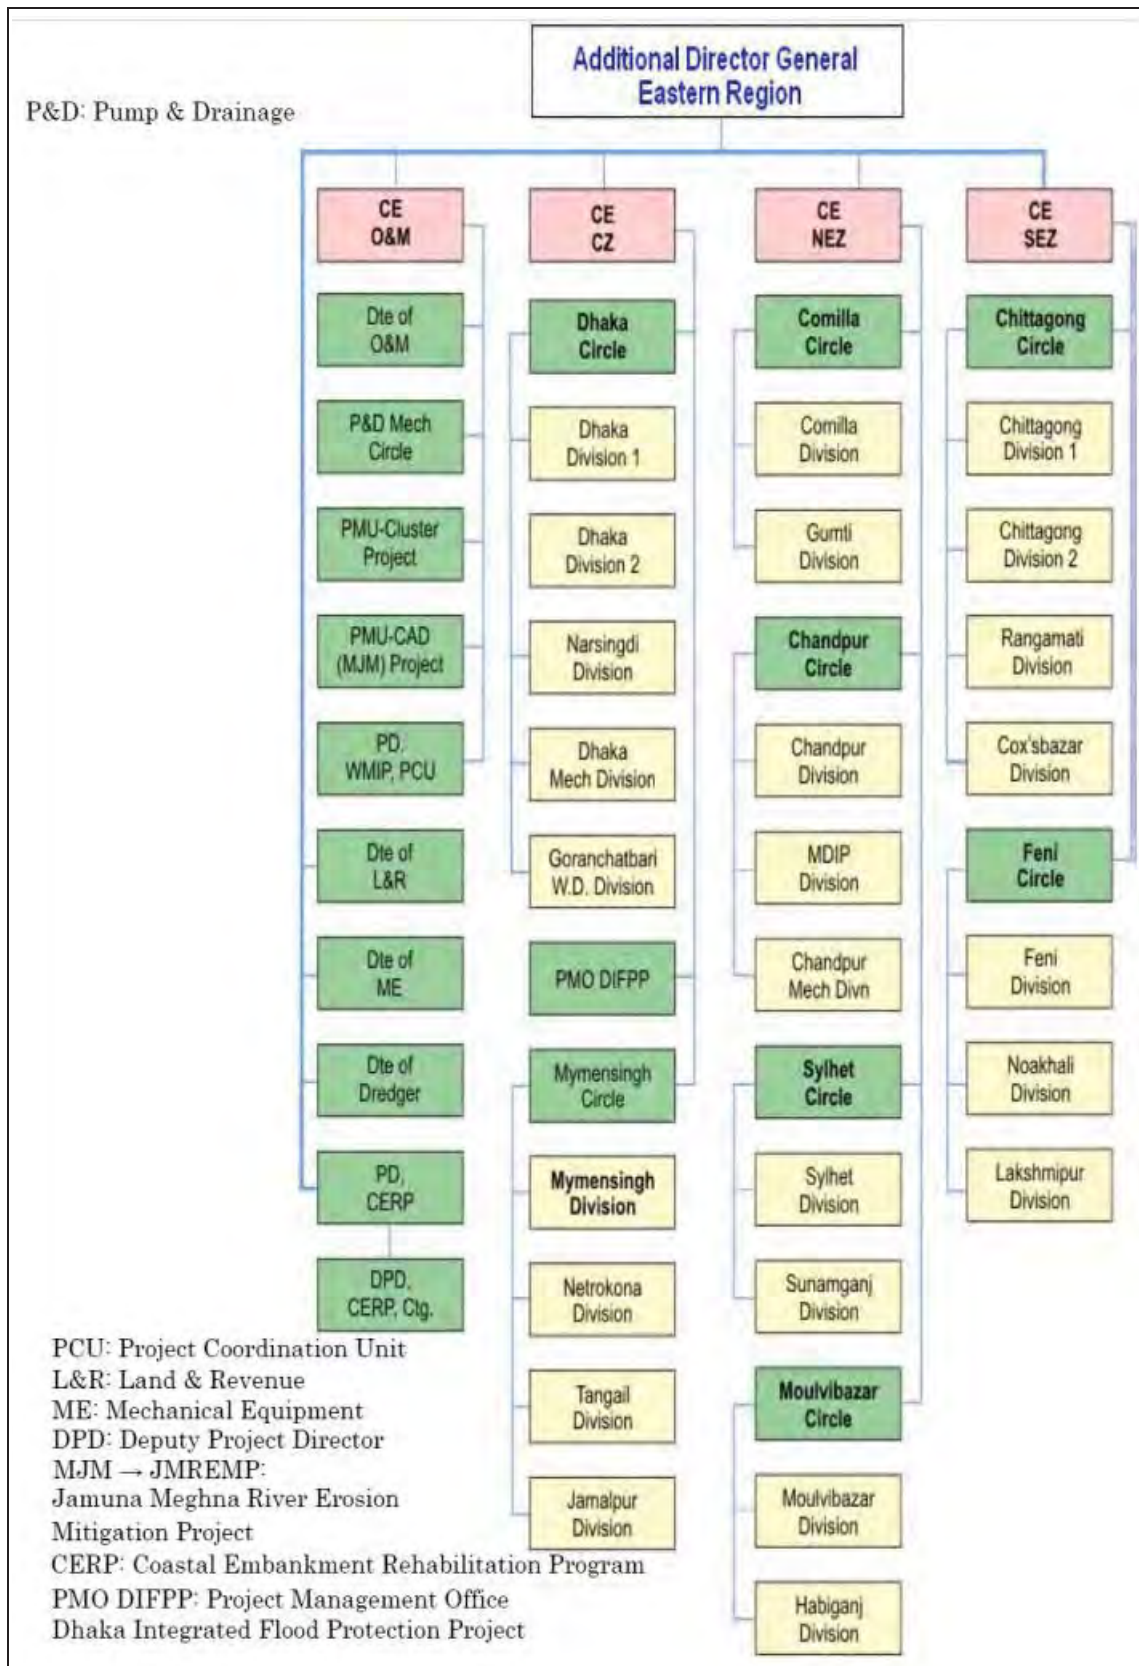 Additional Director General
Eastern Region
P&D: Pump & Drainage
CE
O&M
Dte of
O&M
P&D Mech
Circle
PMU-Cluster
Project
PMU-CAD
(MJM) Project
PD,
WMIP, PCU
Dte of
L&R
Dte of
ME
Dte of
Dredger
PD,
CERP
DPD,
CERP, Ctg.
CE
CZ
Dhaka
Circle
Dhaka
Division 1
Dhaka
Division 2
Narsingdi
Division
Dhaka
Mech Division
Goranchatbari
W.D. Division
PMO DIFPP
Mymensingh
Circle
Mymensingh
Division
Netrokona
Division
Tangail
Division
Jamalpur
Division
CE
NEZ
Comilla
Circle
Comilla
Division
Gumti
Division
Chandpur
Circle
Chandpur
Division
MDIP
Division
Chandpur
Mech Divn
Sylhet
Circle
Sylhet
Division
Sunamganj
Division
Moulvibazar
Circle
Moulvibazar
Division
Habiganj
Division
CE
SEZ
Chittagong
Circle
Chittagong
Division 1
Chittagong
Division 2
Rangamati
Division
Cox'sbazar
Division
Feni
Circle
Feni
Division
Noakhali
Division
Lakshmipur
Division
PCU: Project Coordination Unit
L&R: Land & Revenue
ME: Mechanical Equipment
DPD: Deputy Project Director
MJM → JMREMP:
Jamuna Meghna River Erosion
Mitigation Project
CERP: Coastal Embankment Rehabilitation Program
PMO DIFPP: Project Management Office
Dhaka Integrated Flood Protection Project